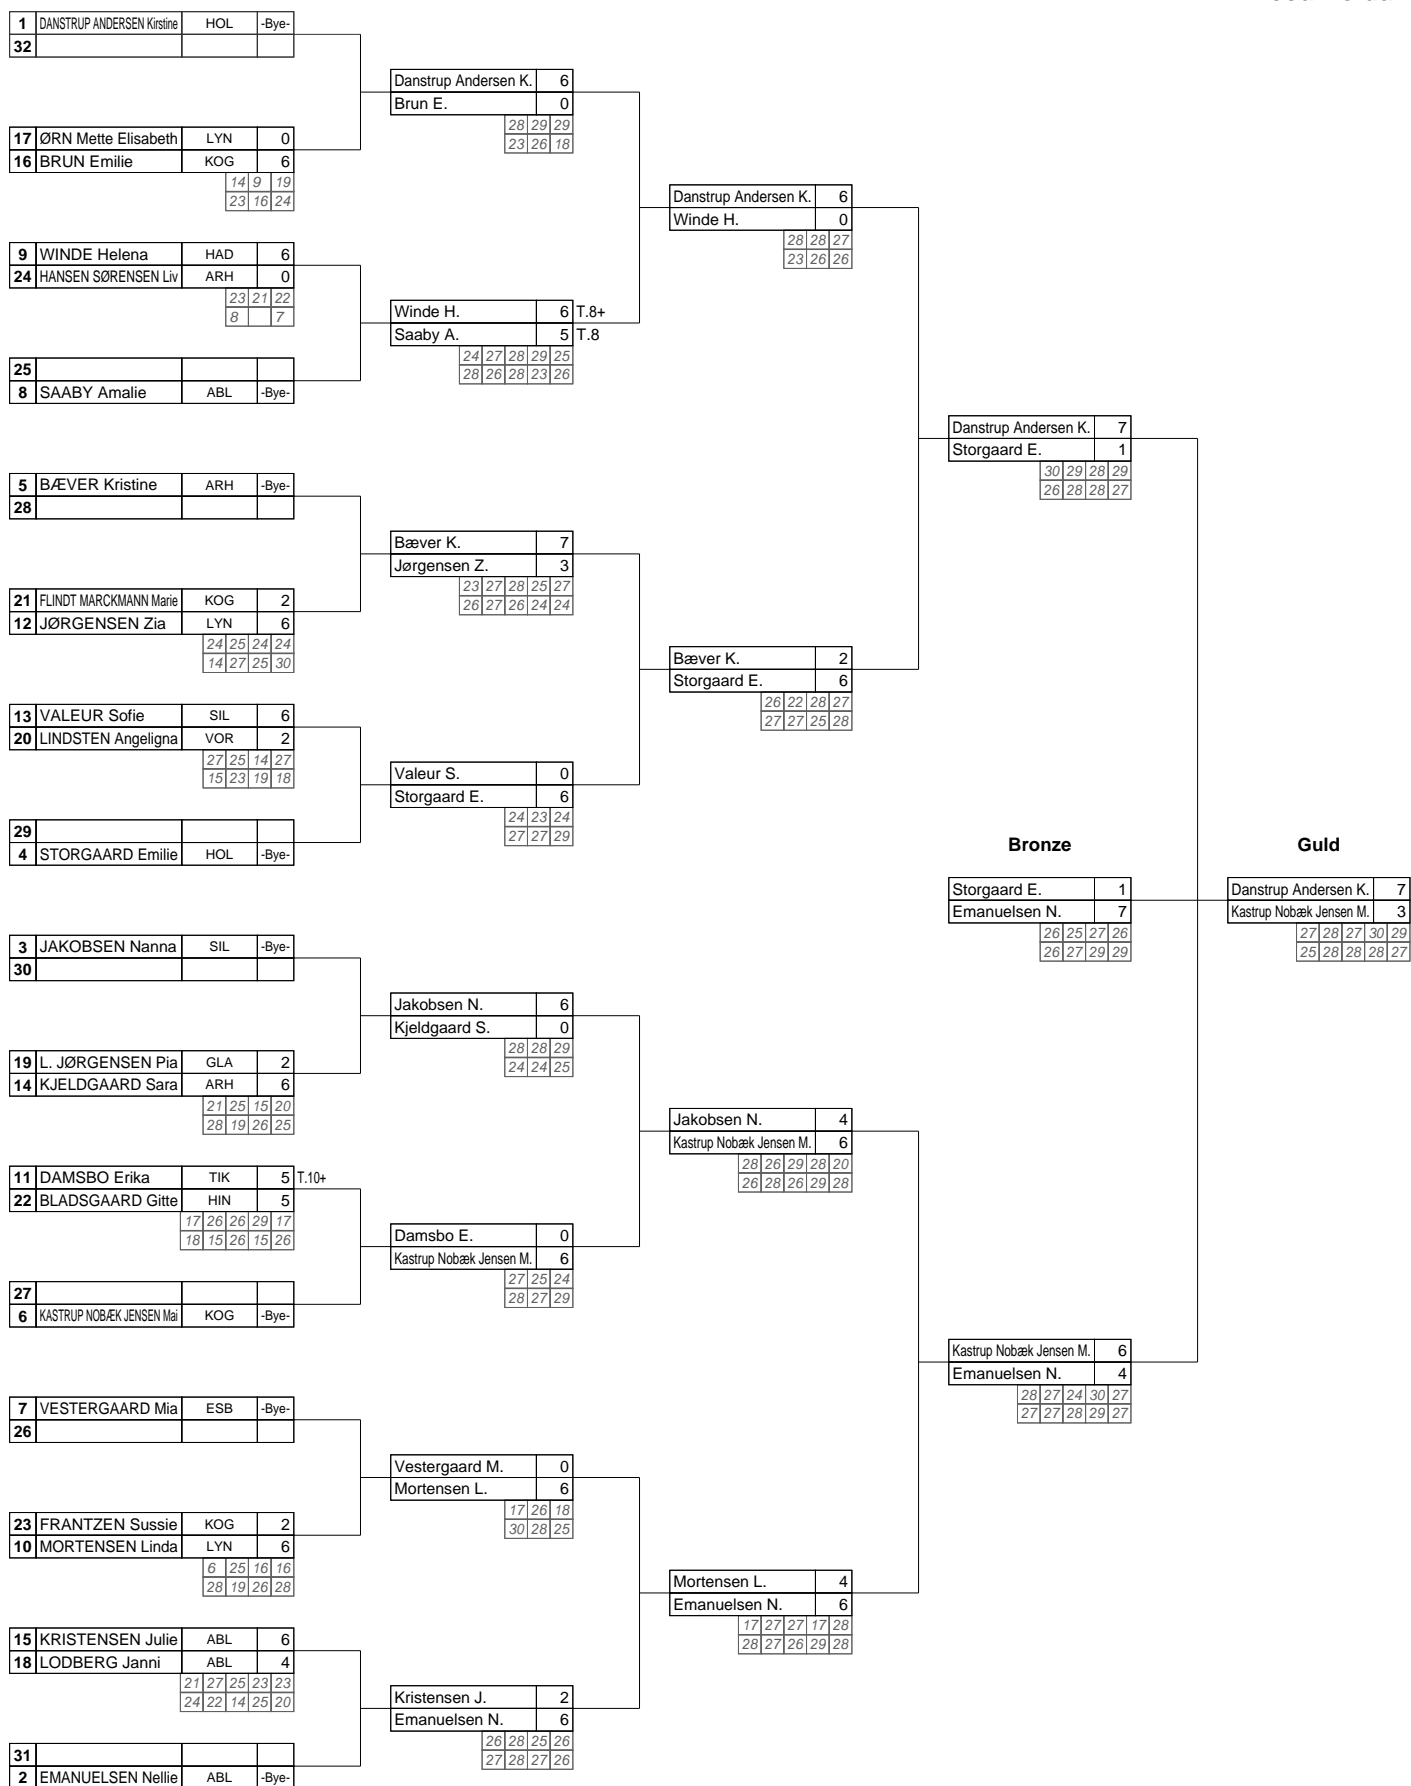 1 DANSTRUP ANDERSEN Kirstine HOL -Bye-
32
Danstrup Andersen K. 6
Brun E. 0
28 29 29
23 26 18
17 ØRN Mette Elisabeth LYN 0
16 BRUN Emilie KOG 6
14 9 19
23 16 24
Danstrup Andersen K. 6
Winde H. 0
28 28 27
23 26 26
9 WINDE Helena HAD 6
24 HANSEN SØRENSEN Liv ARH 0
23 21 22
8 7
Winde H. 6 T.8+
Saaby A. 5 T.8
24 27 28 29 25
28 26 28 23 26
25
8 SAABY Amalie ABL -Bye-
Danstrup Andersen K. 7
Storgaard E. 1
30 29 28 29
26 28 28 27
5 BÆVER Kristine ARH -Bye-
28
Bæver K. 7
Jørgensen Z. 3
23 27 28 25 27
26 27 26 24 24
21 FLINDT MARCKMANN Marie KOG 2
12 JØRGENSEN Zia LYN 6
24 25 24 24
14 27 25 30
Bæver K. 2
Storgaard E. 6
26 22 28 27
27 27 25 28
13 VALEUR Sofie SIL 6
20 LINDSTEN Angeligna VOR 2
27 25 14 27
15 23 19 18
Valeur S. 0
Storgaard E. 6
24 23 24
27 27 29
29
4 STORGAARD Emilie HOL -Bye-
Bronze Guld
Storgaard E. 1
Emanuelsen N. 7
26 25 27 26
26 27 29 29
Danstrup Andersen K. 7
Kastrup Nobæk Jensen M. 3
27 28 27 30 29
25 28 28 28 27
3 JAKOBSEN Nanna SIL -Bye-
30
Jakobsen N. 6
Kjeldgaard S. 0
28 28 29
24 24 25
19 L. JØRGENSEN Pia GLA 2
14 KJELDGAARD Sara ARH 6
21 25 15 20
28 19 26 25
Jakobsen N. 4
Kastrup Nobæk Jensen M. 6
28 26 29 28 20
26 28 26 29 28
11 DAMSBO Erika TIK 5 T.10+
22 BLADSGAARD Gitte HIN 5
17 26 26 29 17
18 15 26 15 26
Damsbo E. 0
Kastrup Nobæk Jensen M. 6
27 25 24
28 27 29
27
6 KASTRUP NOBÆK JENSEN Mai KOG -Bye-
Kastrup Nobæk Jensen M. 6
Emanuelsen N. 4
28 27 24 30 27
27 27 28 29 27
7 VESTERGAARD Mia ESB -Bye-
26
Vestergaard M. 0
Mortensen L. 6
17 26 18
30 28 25
23 FRANTZEN Sussie KOG 2
10 MORTENSEN Linda LYN 6
6 25 16 16
28 19 26 28
Mortensen L. 4
Emanuelsen N. 6
17 27 27 17 28
28 27 26 29 28
15 KRISTENSEN Julie ABL 6
18 LODBERG Janni ABL 4
21 27 25 23 23
24 22 14 25 20
Kristensen J. 2
Emanuelsen N. 6
26 28 25 26
27 28 27 26
31
2 EMANUELSEN Nellie ABL -Bye-